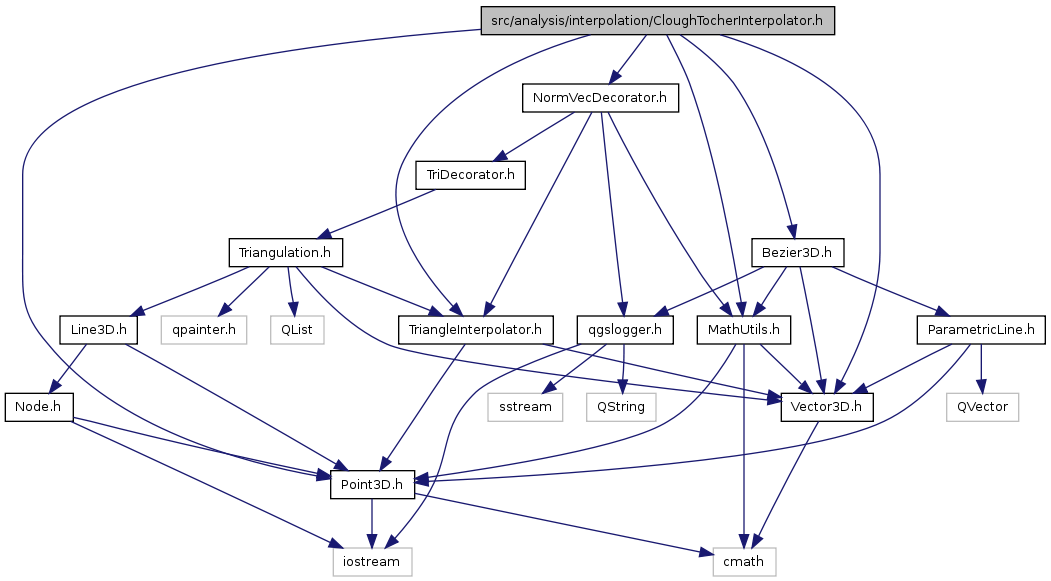 src/analysis/interpolation/CloughTocherInterpolator.h
NormVecDecorator.h
TriDecorator.h
Triangulation.h
Bezier3D.h
Line3D.h
qpainter.h
QList
TriangleInterpolator.h
qgslogger.h
MathUtils.h
ParametricLine.h
Node.h
sstream
QString
Vector3D.h
QVector
Point3D.h
iostream
cmath